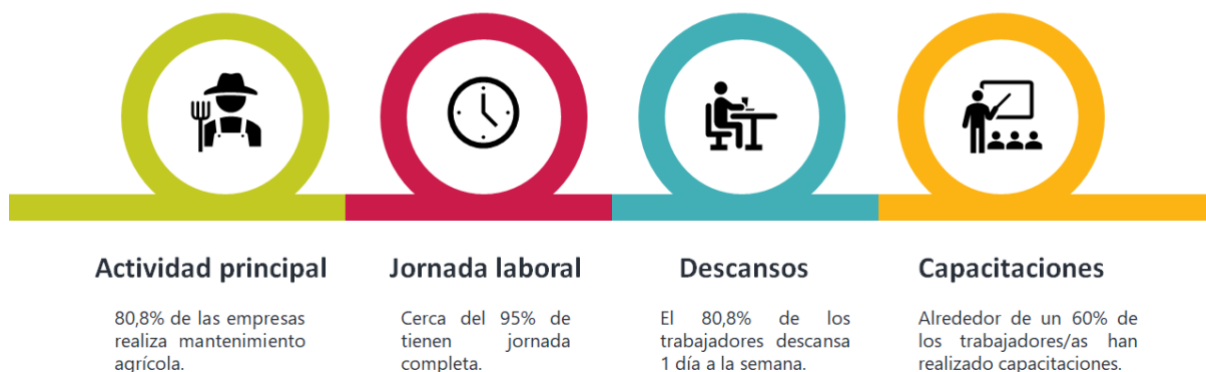 Actividad principal
80,8% de las empresas
realiza mantenimiento
agrícola.
Jornada laboral
Cerca del 95% de
tienen jornada
completa.
Descansos
El 80,8% de los
trabajadores descansa
1 día a la semana.
Capacitaciones
Alrededor de un 60% de
los trabajadores/as han
realizado capacitaciones.